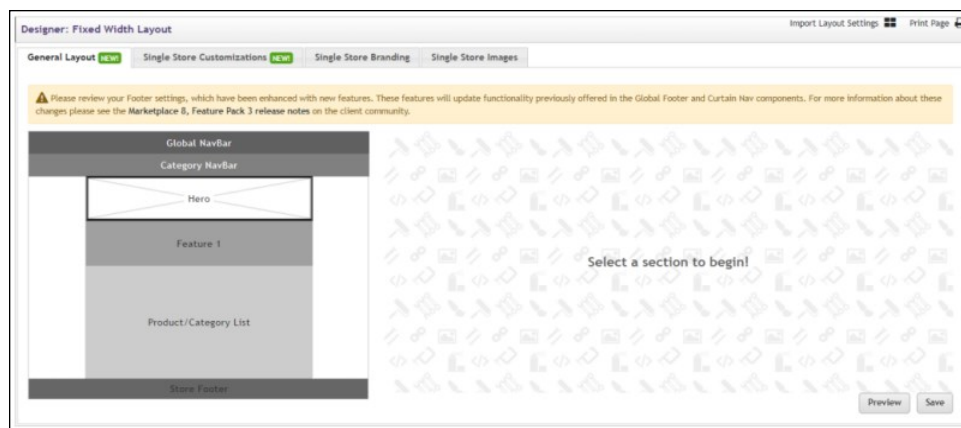 Designer: Fixed Width Layout
Import Layout Settings
Print Page
General Layout NEW!
Single Store Customizations NEW!
Single Store Branding
Single Store Images
Please review your Footer settings, which have been enhanced with new features. These features will update functionality previously offered in the Global Footer and Curtain Nav components. For more information about these
changes please see the Marketplace 8, Feature Pack 3 release notes on the client community.
Global NavBar
Category NavBar
Hero
Feature 1
Select a section to begin!
Product/Category List
Store Footer
Preview
Save